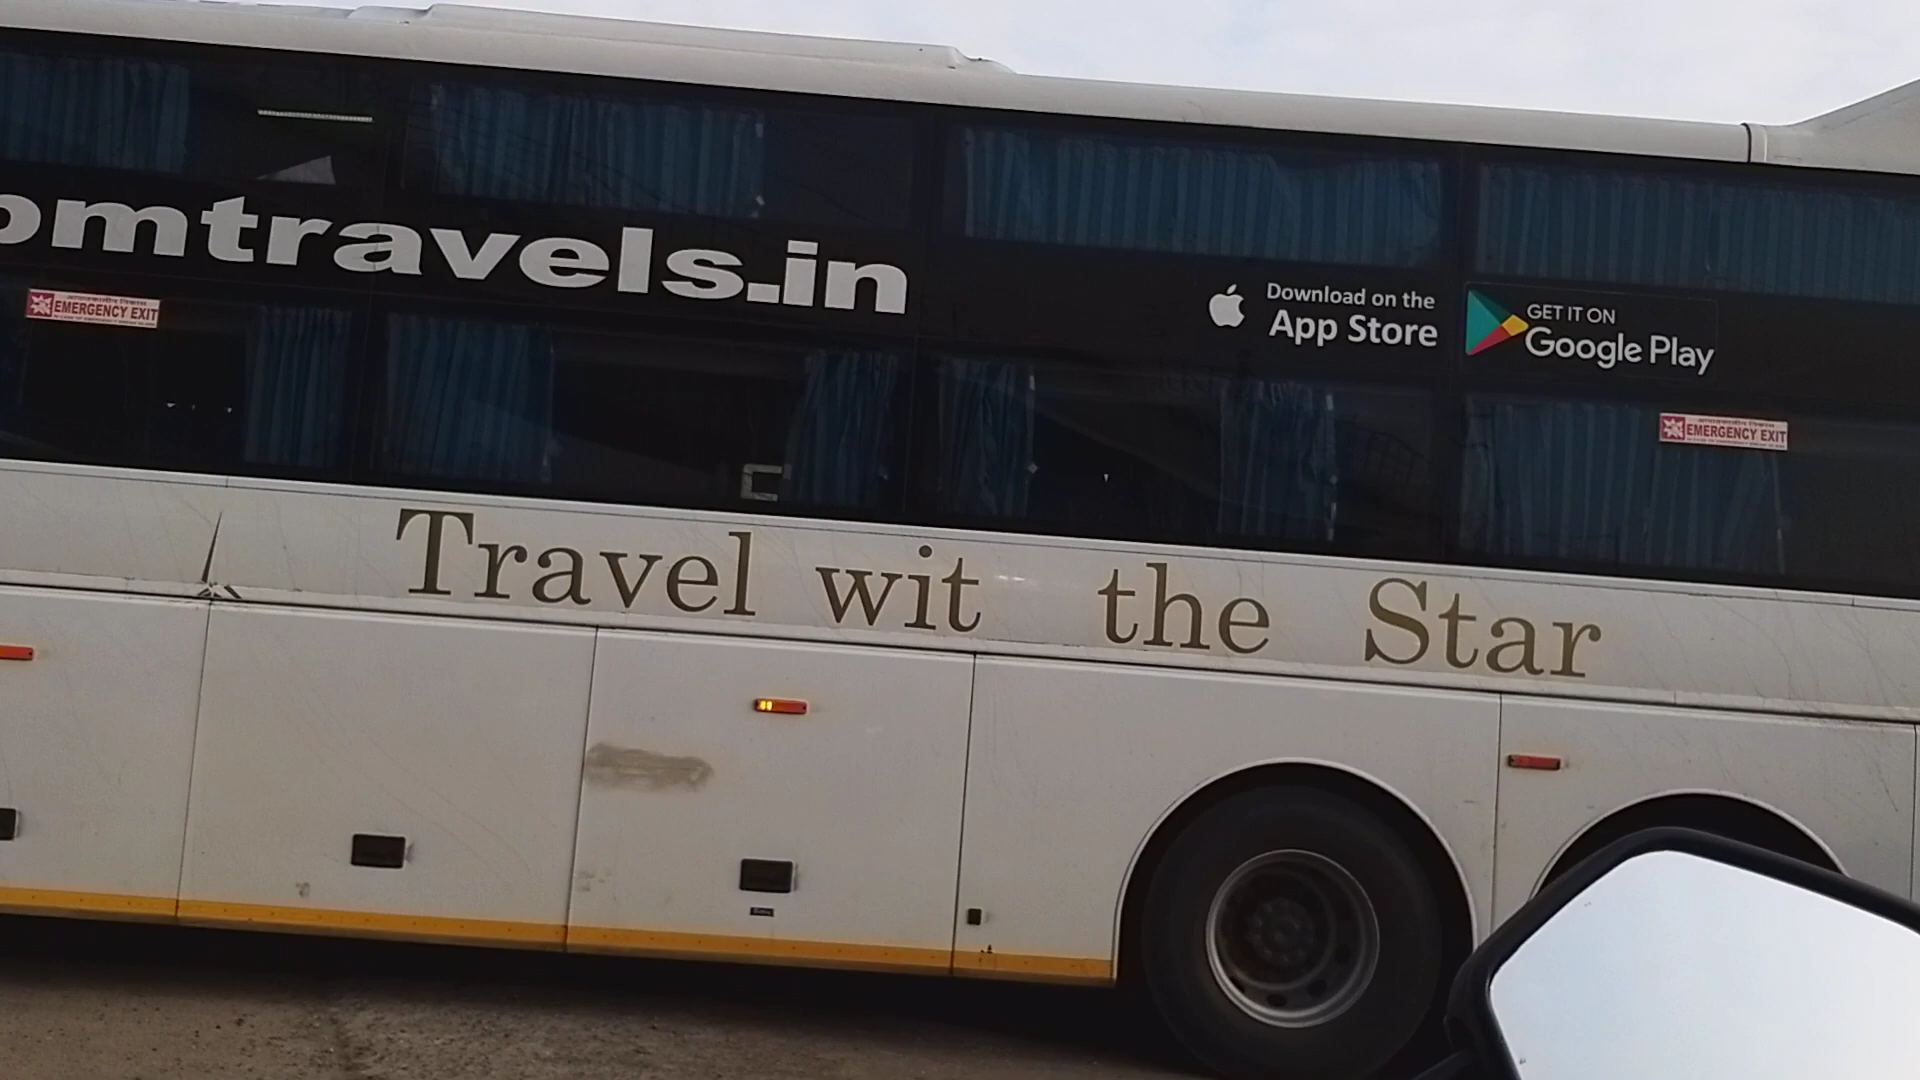 omtravels.in
EMERGENCY EXIT
Download on the
App Store
GET IT ON
Google Play
EMERGENCY EXIT
Travel wit the Star